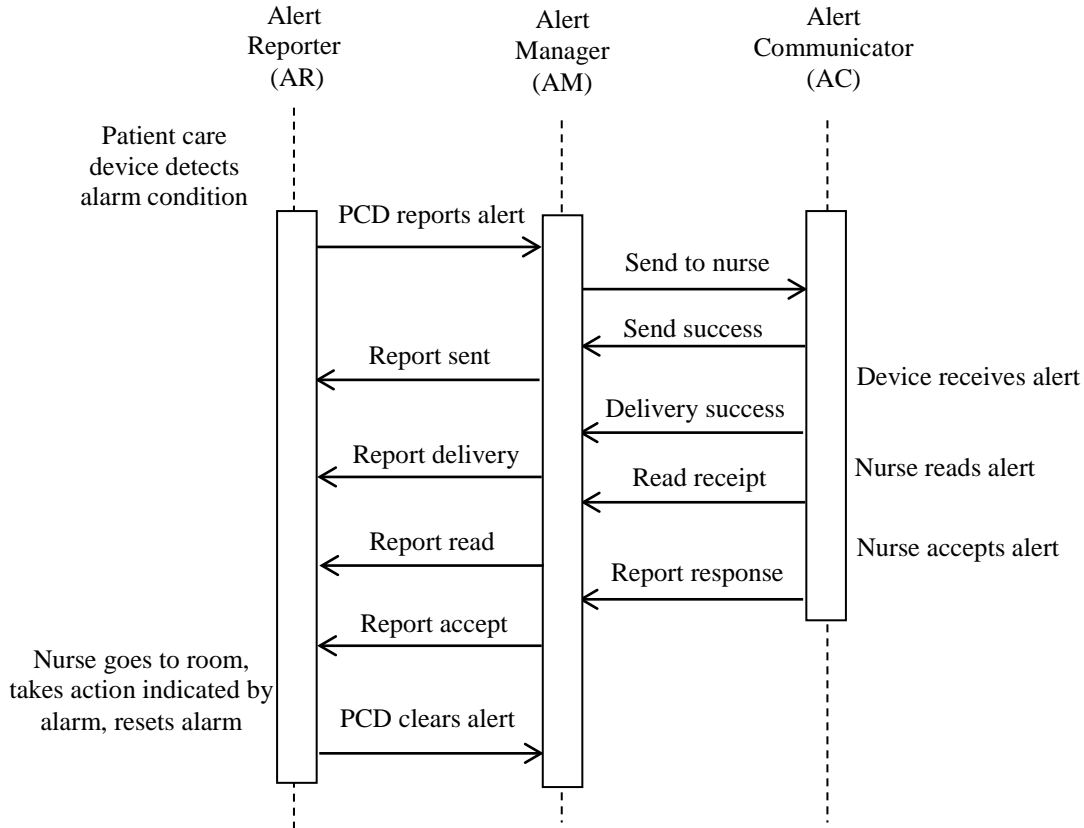 Alert
Reporter
(AR)
Alert
Manager
(AM)
Alert
Communicator
(AC)
Patient care
device detects
alarm condition
PCD reports alert
Send to nurse
Send success
Report sent
Device receives alert
Delivery success
Report delivery
Nurse reads alert
Read receipt
Report read
Nurse accepts alert
Report response
Report accept
Nurse goes to room,
takes action indicated by
alarm, resets alarm
PCD clears alert